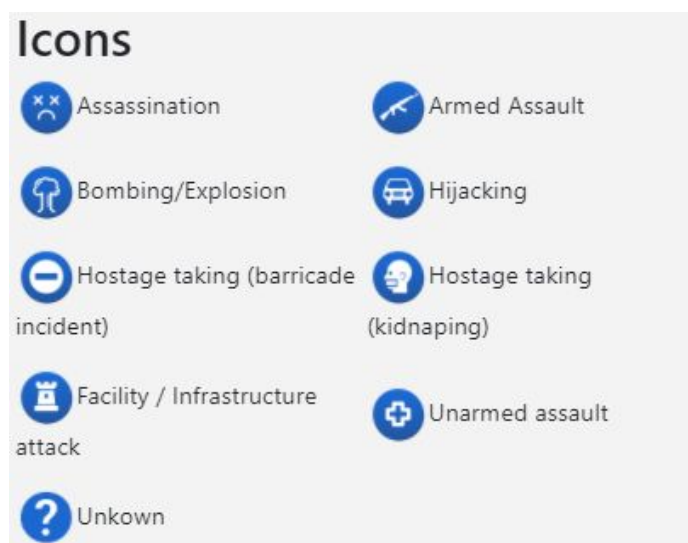 Icons
Assassination
Armed Assault
Bombing/Explosion
Hijacking
Hostage taking (barricade
incident)
Hostage taking
(kidnaping)
Facility / Infrastructure
attack
Unarmed assault
Unkown